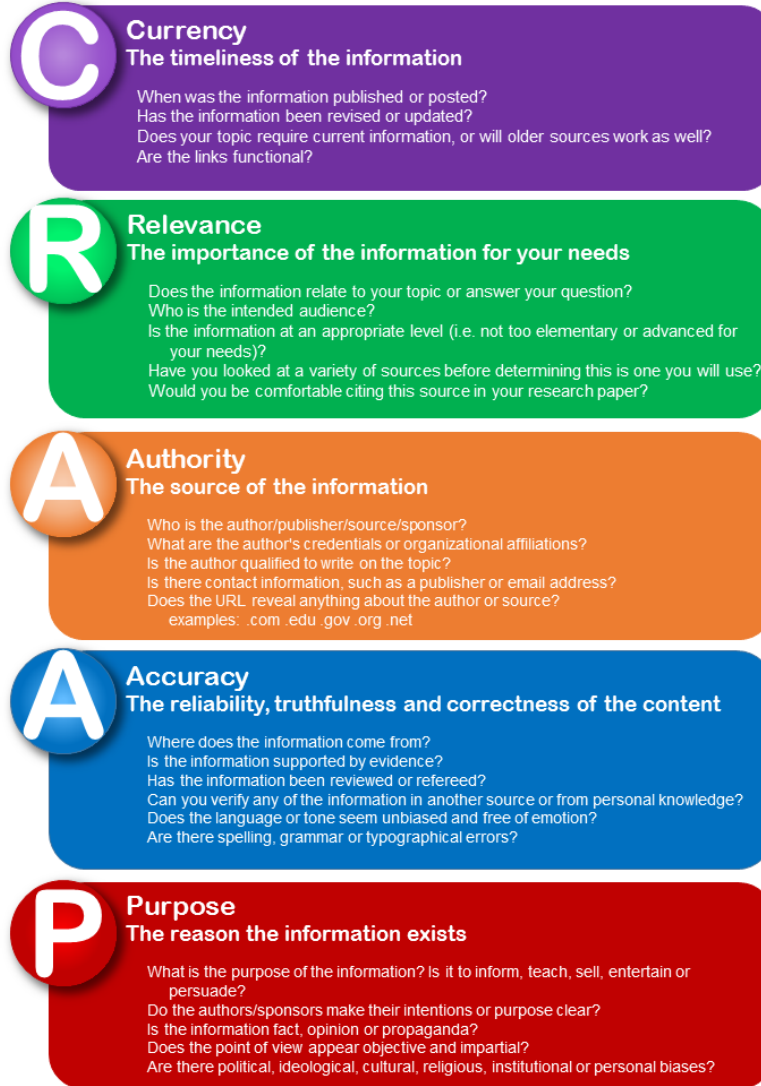 C
Currency
The timeliness of the information
When was the information published or posted?
Has the information been revised or updated?
Does your topic require current information, or will older sources work as well?
Are the links functional?
R
Relevance
The importance of the information for your needs
Does the information relate to your topic or answer your question?
Who is the intended audience?
Is the information at an appropriate level (i.e. not too elementary or advanced for
your needs)?
Have you looked at a variety of sources before determining this is one you will use?
Would you be comfortable citing this source in your research paper?
A
Authority
The source of the information
Who is the author/publisher/source/sponsor?
What are the author's credentials or organizational affiliations?
Is the author qualified to write on the topic?
Is there contact information, such as a publisher or email address?
Does the URL reveal anything about the author or source?
examples: .com .edu .gov .org .net
A
Accuracy
The reliability, truthfulness and correctness of the content
Where does the information come from?
Is the information supported by evidence?
Has the information been reviewed or refereed?
Can you verify any of the information in another source or from personal knowledge?
Does the language or tone seem unbiased and free of emotion?
Are there spelling, grammar or typographical errors?
P
Purpose
The reason the information exists
What is the purpose of the information? Is it to inform, teach, sell, entertain or
persuade?
Do the authors/sponsors make their intentions or purpose clear?
Is the information fact, opinion or propaganda?
Does the point of view appear objective and impartial?
Are there political, ideological, cultural, religious, institutional or personal biases?